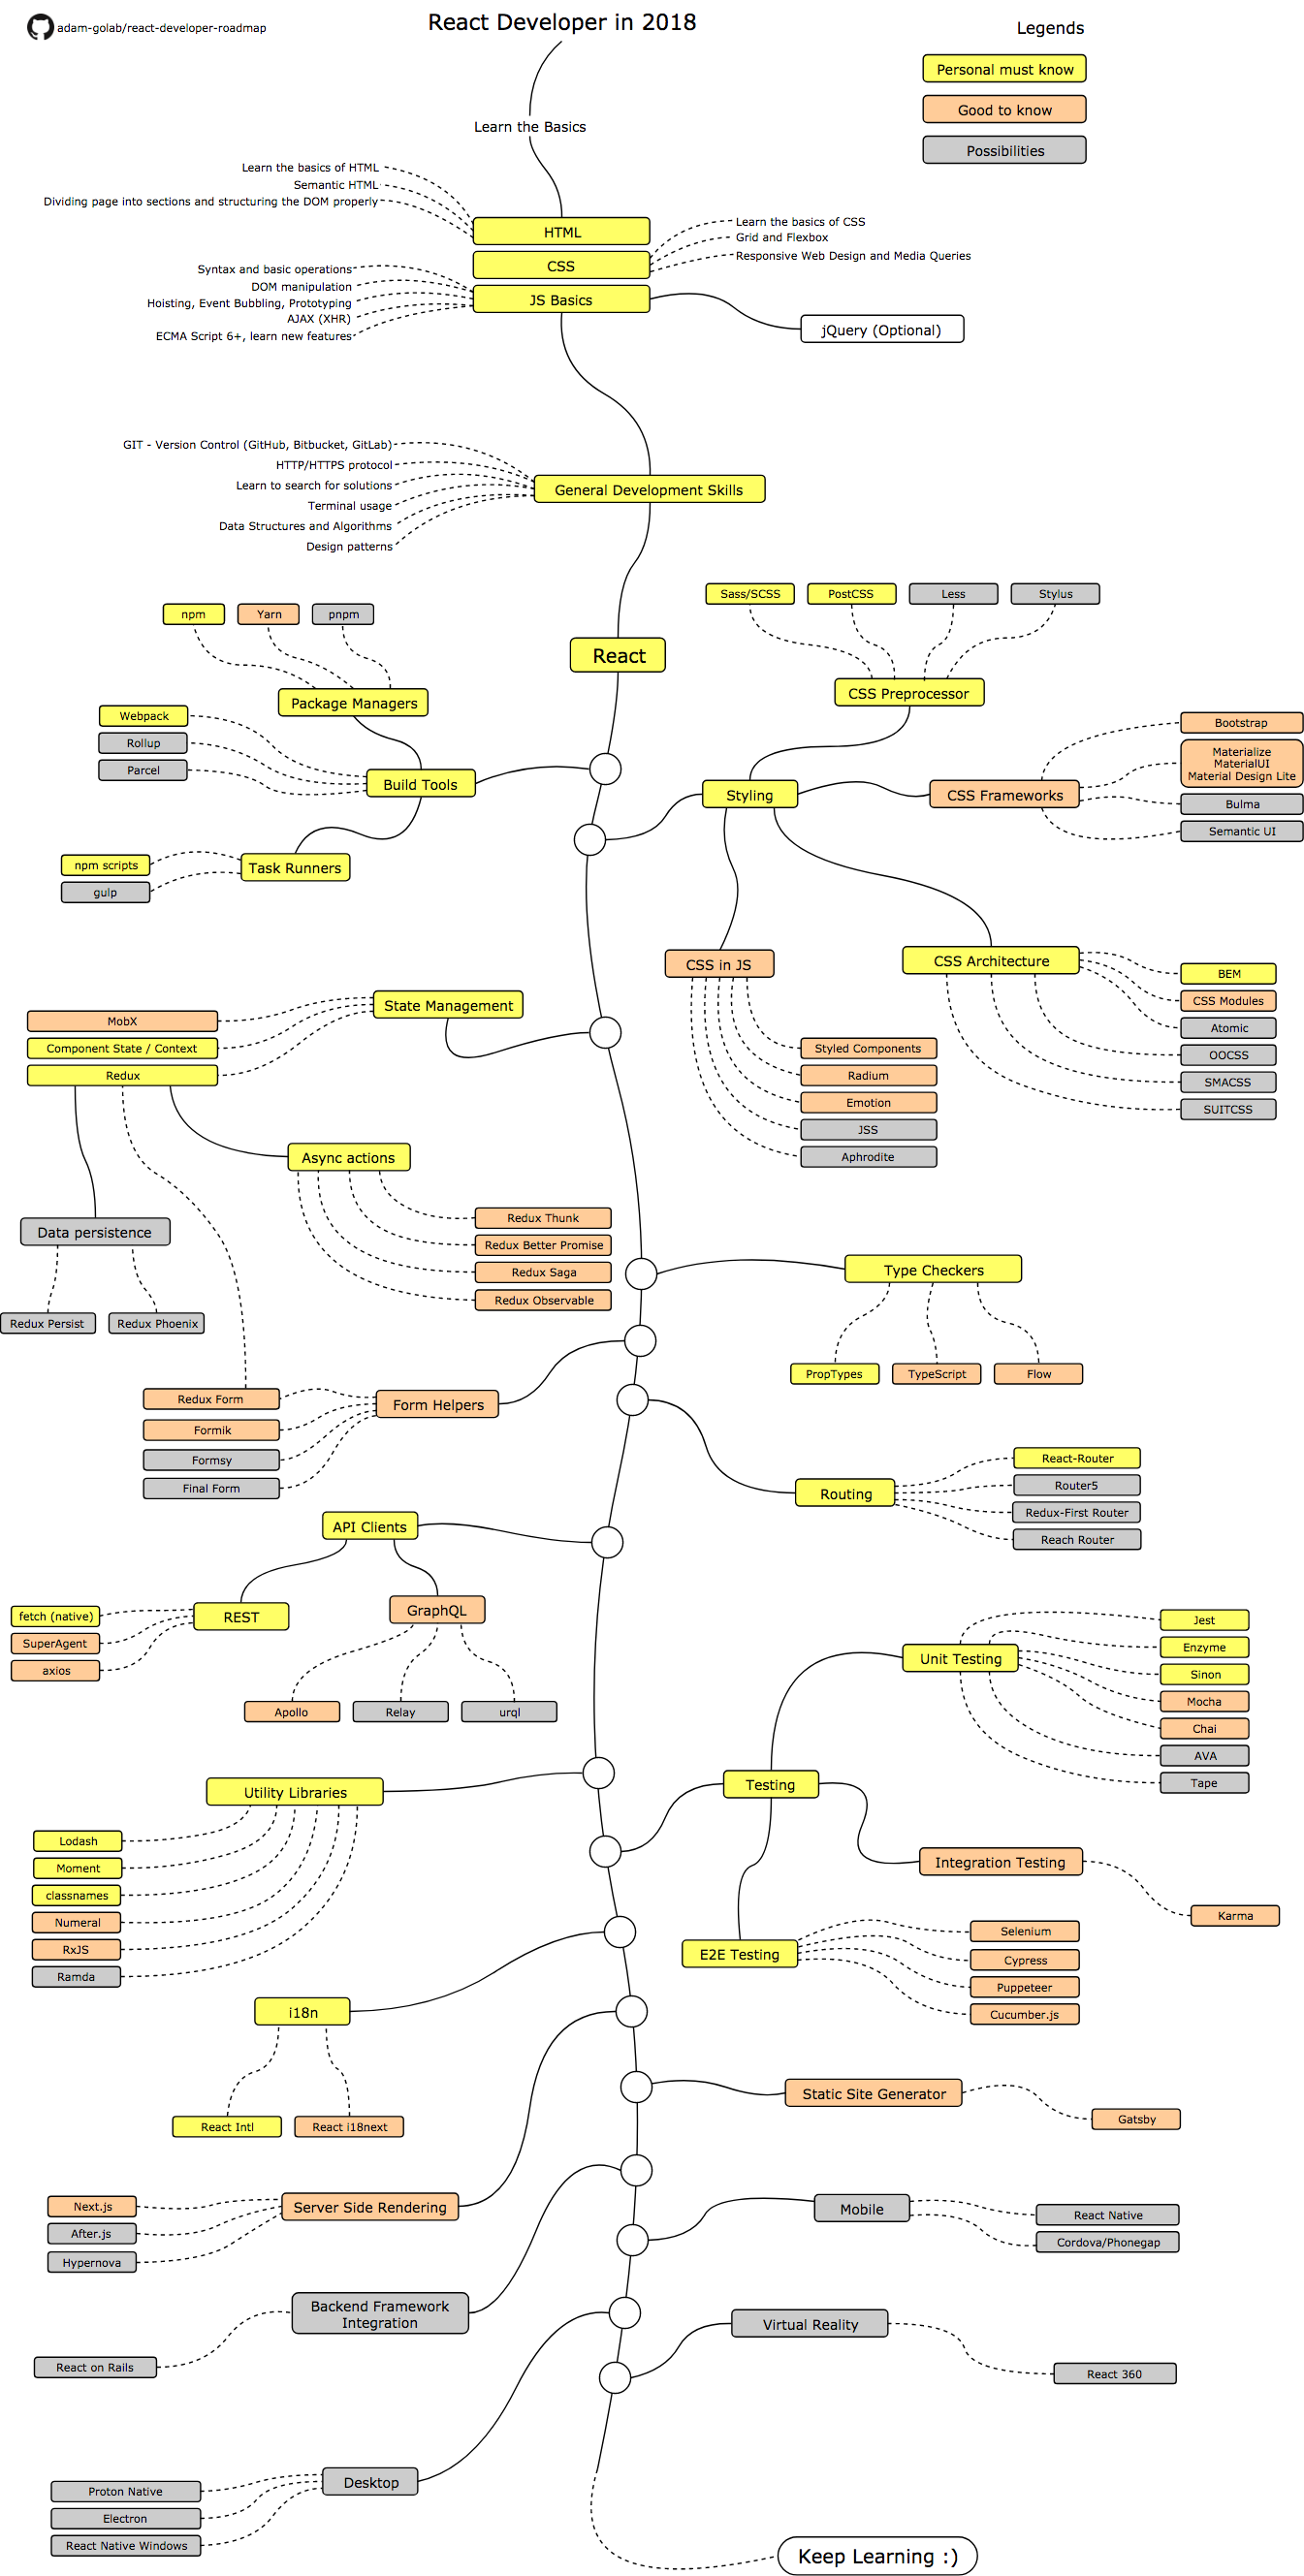 adam-golab/react-developer-roadmap
React Developer in 2018
Legends
Personal must know
Good to know
Possibilities
Learn the Basics
Learn the basics of HTML
Semantic HTML
Dividing page into sections and structuring the DOM properly
HTML
Learn the basics of CSS
Grid and Flexbox
Responsive Web Design and Media Queries
CSS
Syntax and basic operations
DOM manipulation
Hoisting, Event Bubbling, Prototyping
AJAX (XHR)
ECMA Script 6+, learn new features
JS Basics
jQuery (Optional)
GIT - Version Control (GitHub, Bitbucket, GitLab)
HTTP/HTTPS protocol
Learn to search for solutions
Terminal usage
Data Structures and Algorithms
Design patterns
General Development Skills
React
npm
Yarn
pnpm
Package Managers
Webpack
Rollup
Parcel
Build Tools
npm scripts
gulp
Task Runners
Sass/SCSS
PostCSS
Less
Stylus
CSS Preprocessor
Styling
CSS Frameworks
Bootstrap
Materialize
MaterialUI
Material Design Lite
Bulma
Semantic UI
CSS in JS
Styled Components
Radium
Emotion
JSS
Aphrodite
CSS Architecture
BEM
CSS Modules
Atomic
OOCSS
SMACSS
SUITCSS
State Management
MobX
Component State / Context
Redux
Async actions
Redux Thunk
Redux Better Promise
Redux Saga
Redux Observable
Data persistence
Redux Persist
Redux Phoenix
Type Checkers
PropTypes
TypeScript
Flow
Form Helpers
Redux Form
Formik
Formsy
Final Form
Routing
React-Router
Router5
Redux-First Router
Reach Router
API Clients
REST
fetch (native)
SuperAgent
axios
GraphQL
Apollo
Relay
urql
Unit Testing
Jest
Enzyme
Sinon
Mocha
Chai
AVA
Tape
Testing
Integration Testing
Karma
E2E Testing
Selenium
Cypress
Puppeteer
Cucumber.js
Utility Libraries
Lodash
Moment
classnames
Numeral
RxJS
Ramda
i18n
React Intl
React i18next
Static Site Generator
Gatsby
Server Side Rendering
Next.js
After.js
Hypernova
Mobile
React Native
Cordova/Phonegap
Backend Framework
Integration
React on Rails
Virtual Reality
React 360
Desktop
Proton Native
Electron
React Native Windows
Keep Learning :)